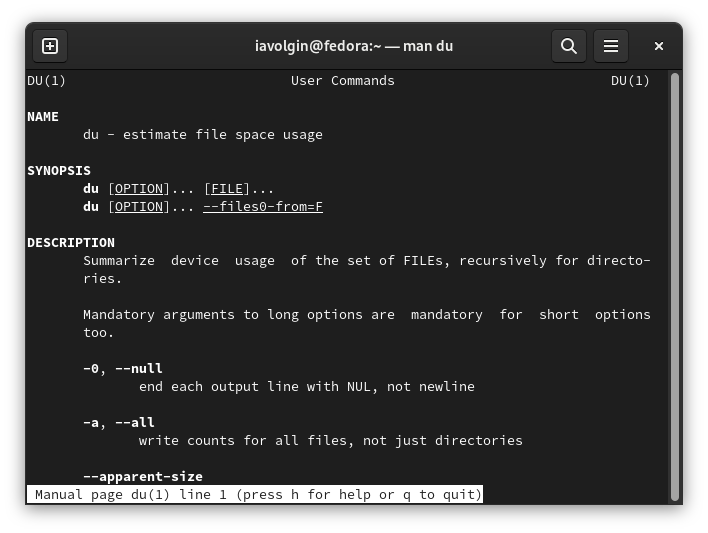 iavolgin@fedora:~ — man du
DU(1) User Commands DU(1)
NAME
du - estimate file space usage
SYNOPSIS
du [OPTION]... [FILE]...
du [OPTION]... --files0-from=F
DESCRIPTION
Summarize device usage of the set of FILEs, recursively for directo-
ries.
Mandatory arguments to long options are mandatory for short options
too.
-0, --null
end each output line with NUL, not newline
-a, --all
write counts for all files, not just directories
--apparent-size
Manual page du(1) line 1 (press h for help or q to quit)